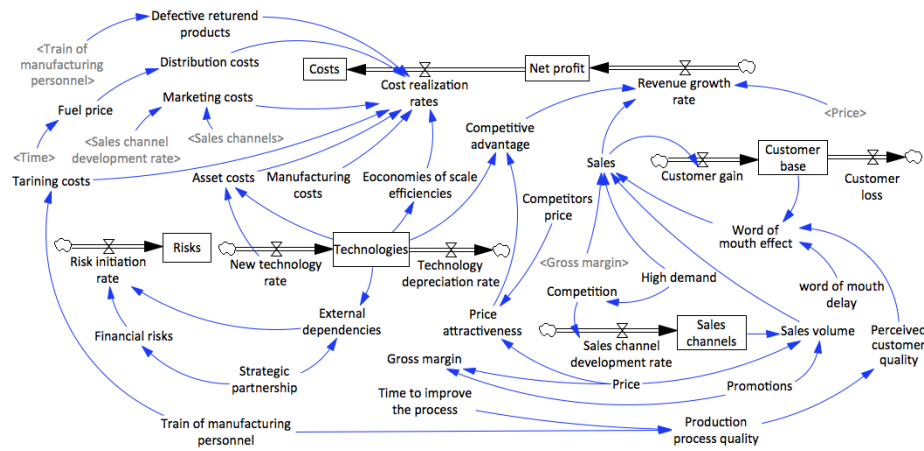 Defective returend
products
<Train of
manufacturing
personnel>
Distribution costs
Costs
Net profit
Cost realization
rates
Revenue growth
rate
Marketing costs
Fuel price
<Price>
<Sales channel
development rate>
<Sales channels>
Competitive
advantage
<Time>
Sales
Customer
base
Customer gain
Customer
loss
Tarining costs
Asset costs
Manufacturing
costs
Eoconomies of scale
efficiencies
Competitors
price
Word of
mouth effect
Risks
Technologies
Risk initiation
rate
New technology
rate
Technology
depreciation rate
<Gross margin>
High demand
word of mouth
delay
Competition
External
dependencies
Price
attractiveness
Financial risks
Sales
channels
Sales volume
Perceived
customer
quality
Sales channel
development rate
Gross margin
Strategic
partnership
Price
Promotions
Time to improve
the process
Train of manufacturing
personnel
Production
process quality